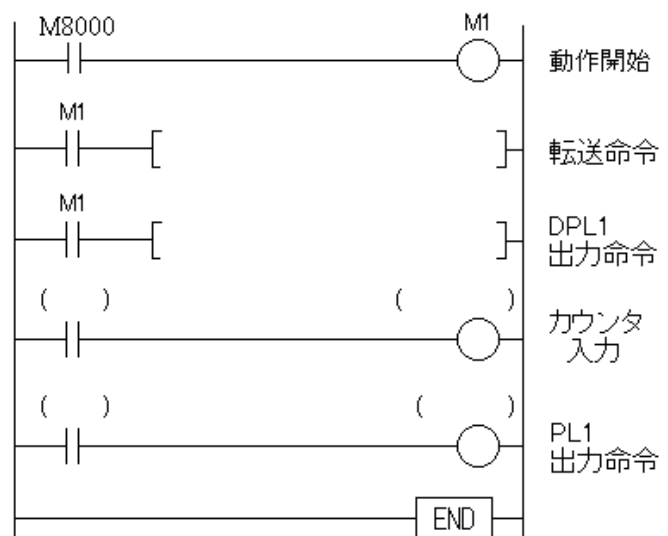 M8000
M1
動作開始
M1
転送命令
M1
DPL1
出力命令
( )
( )
カウンタ
入力
( )
( )
PL1
出力命令
END